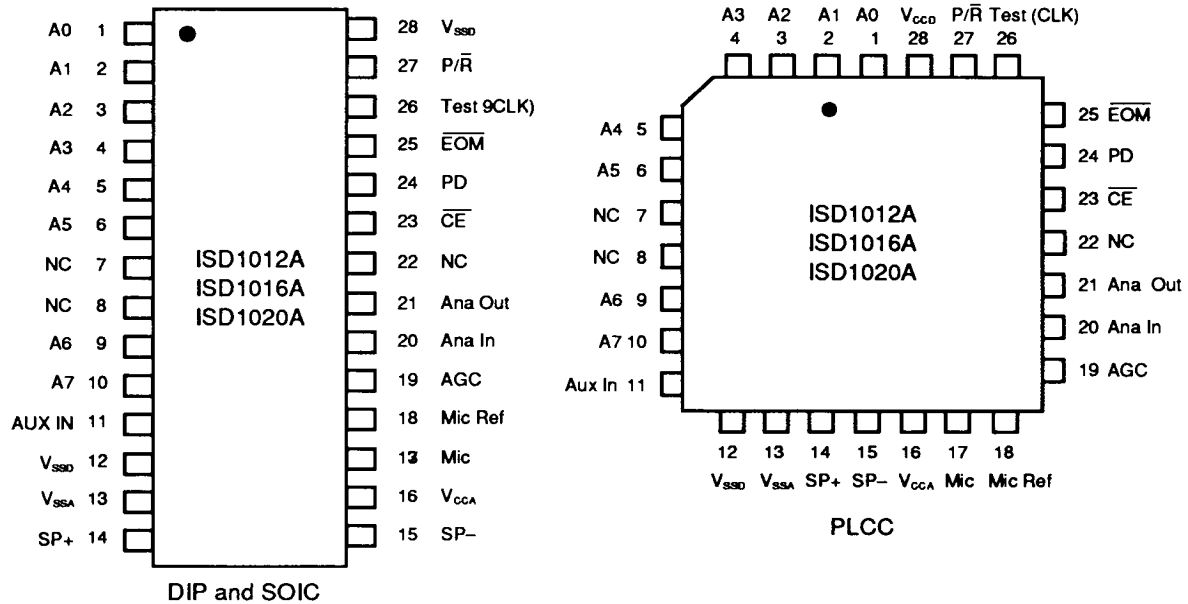 A0 1
A1 2
A2 3
A3 4
A4 5
A5 6
NC 7
NC 8
A6 9
A7 10
AUX IN 11
VSSD 12
VSSA 13
SP+ 14
ISD1012A
ISD1016A
ISD1020A
28 VSSD
27 P/R̅
26 Test 9CLK)
25 E̅O̅M̅
24 PD
23 C̅E̅
22 NC
21 Ana Out
20 Ana In
19 AGC
18 Mic Ref
13 Mic
16 VCCA
15 SP–
DIP and SOIC
A3 A2 A1 A0 VCCD P/R̅ Test (CLK)
4 3 2 1 28 27 26
A4 5
A5 6
NC 7
NC 8
A6 9
A7 10
Aux In 11
ISD1012A
ISD1016A
ISD1020A
25 E̅O̅M̅
24 PD
23 C̅E̅
22 NC
21 Ana Out
20 Ana In
19 AGC
12 13 14 15 16 17 18
VSSD VSSA SP+ SP– VCCA Mic Mic Ref
PLCC